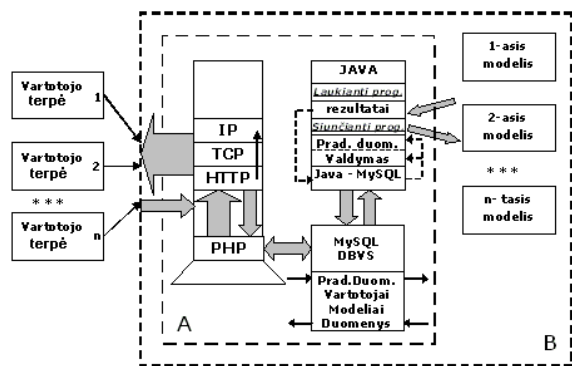 Vartotojo
terpė 1
Vartotojo
terpė 2
* * *
Vartotojo
terpė n
IP
TCP
HTTP
PHP
A
JAVA
Laukianti prog.
rezultatai
Siunčianti prog.
Prad. duom.
Valdymas
Java - MySQL
MySQL
DBVS
Prad.Duom.
Vartotojai
Modeliai
Duomenys
1-asis
modelis
2-asis
modelis
* * *
n- tasis
modelis
B